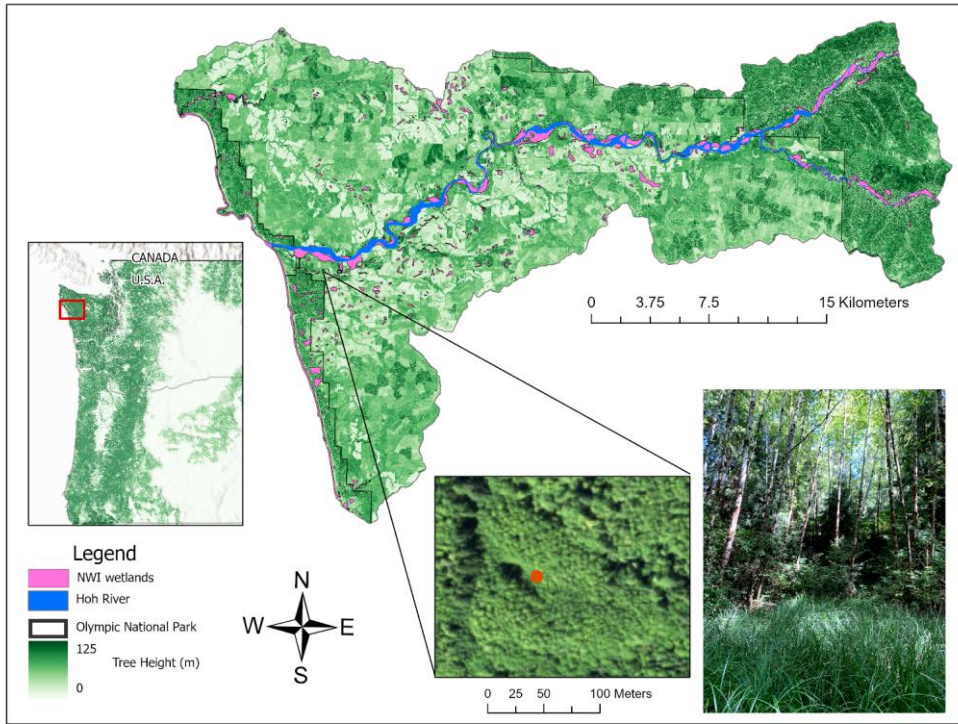 0 3.75 7.5 15 Kilometers
CANADA
U.S.A.
Legend
NWI wetlands
Hoh River
Olympic National Park
125
Tree Height (m)
0
N
W E
S
0 25 50 100 Meters